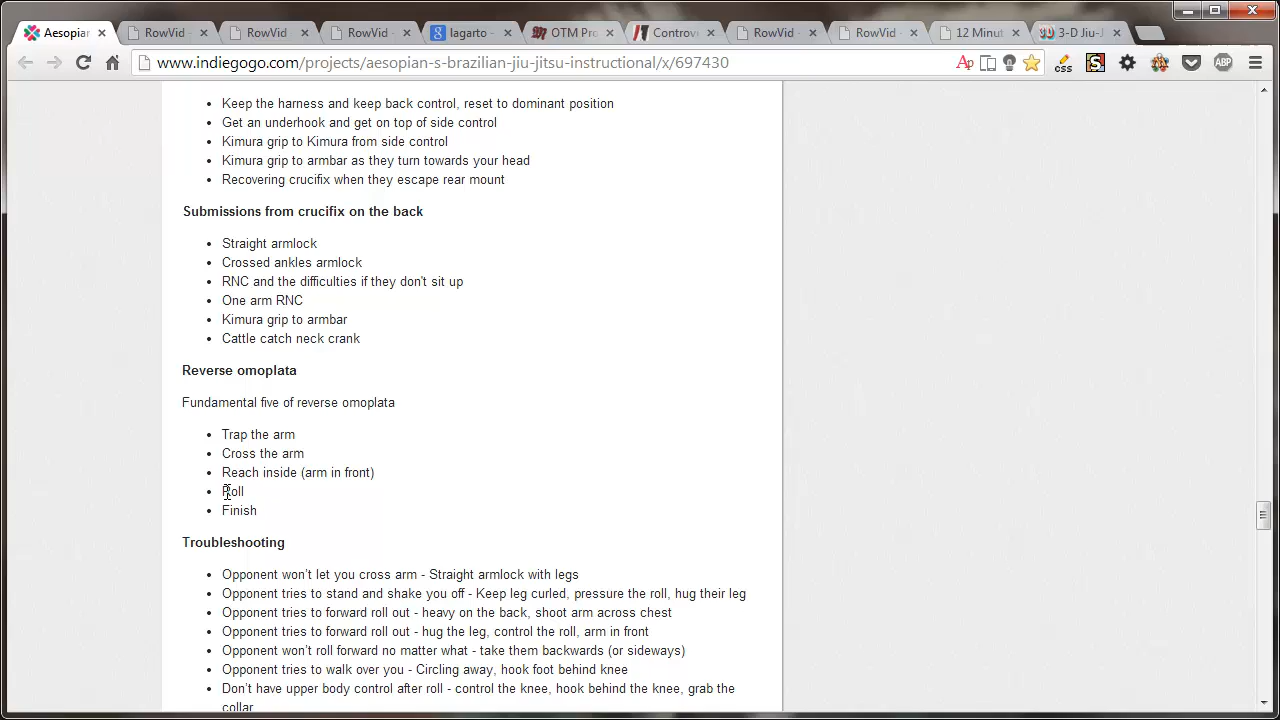 Aesopian
RowVid
RowVid
RowVid
lagarto -
OTM Pro
Controvi
RowVid -
RowVid -
12 Minut
3-D Jiu-J
www.indiegogo.com/projects/aesopian-s-brazilian-jiu-jitsu-instructional/x/697430
Ap
css
S
ABP
Keep the harness and keep back control, reset to dominant position
Get an underhook and get on top of side control
Kimura grip to Kimura from side control
Kimura grip to armbar as they turn towards your head
Recovering crucifix when they escape rear mount
Submissions from crucifix on the back
Straight armlock
Crossed ankles armlock
RNC and the difficulties if they don't sit up
One arm RNC
Kimura grip to armbar
Cattle catch neck crank
Reverse omoplata
Fundamental five of reverse omoplata
Trap the arm
Cross the arm
Reach inside (arm in front)
Roll
Finish
Troubleshooting
Opponent won't let you cross arm - Straight armlock with legs
Opponent tries to stand and shake you off - Keep leg curled, pressure the roll, hug their leg
Opponent tries to forward roll out - heavy on the back, shoot arm across chest
Opponent tries to forward roll out - hug the leg, control the roll, arm in front
Opponent won't roll forward no matter what - take them backwards (or sideways)
Opponent tries to walk over you - Circling away, hook foot behind knee
Don't have upper body control after roll - control the knee, hook behind the knee, grab the
collar